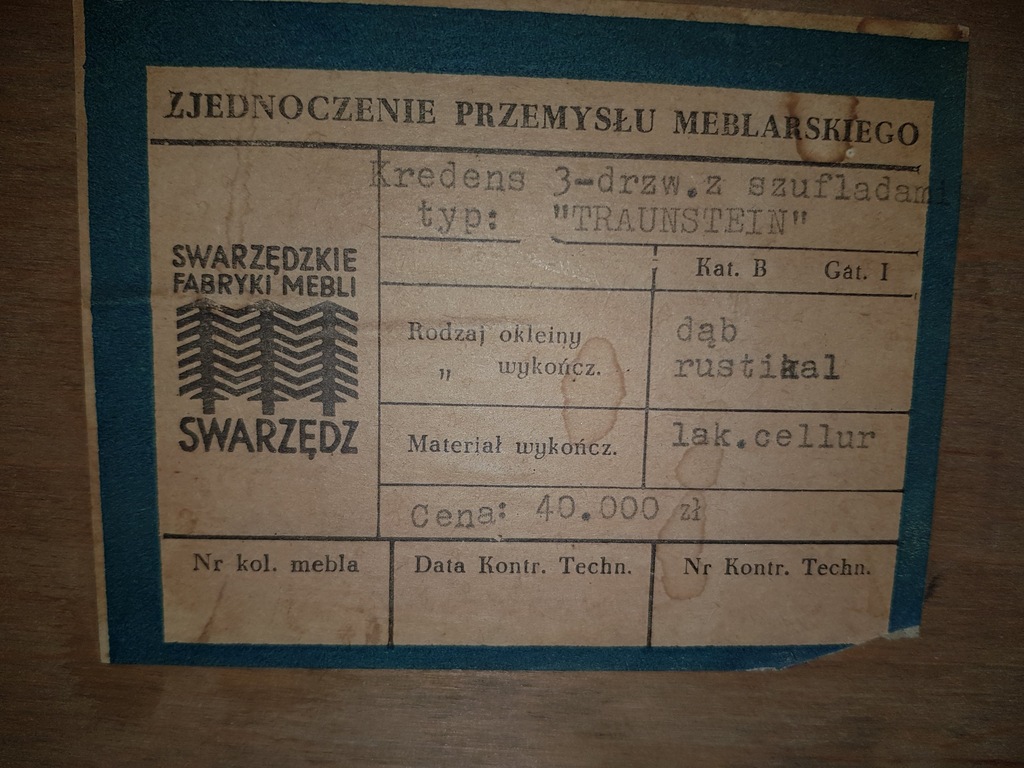 ZJEDNOCZENIE PRZEMYSŁU MEBLARSKIEGO
Kredens 3-drzw.z szufladami
typ: "TRAUNSTEIN"
SWARZĘDZKIE
FABRYKI MEBLI
SWARZĘDZ
Kat. B Gat. I
Rodzaj okleiny dąb
„ wykończ. rustikal
Materiał wykończ. lak.cellur
Cena: 40.000 zł
Nr kol. mebla Data Kontr. Techn. Nr Kontr. Techn.